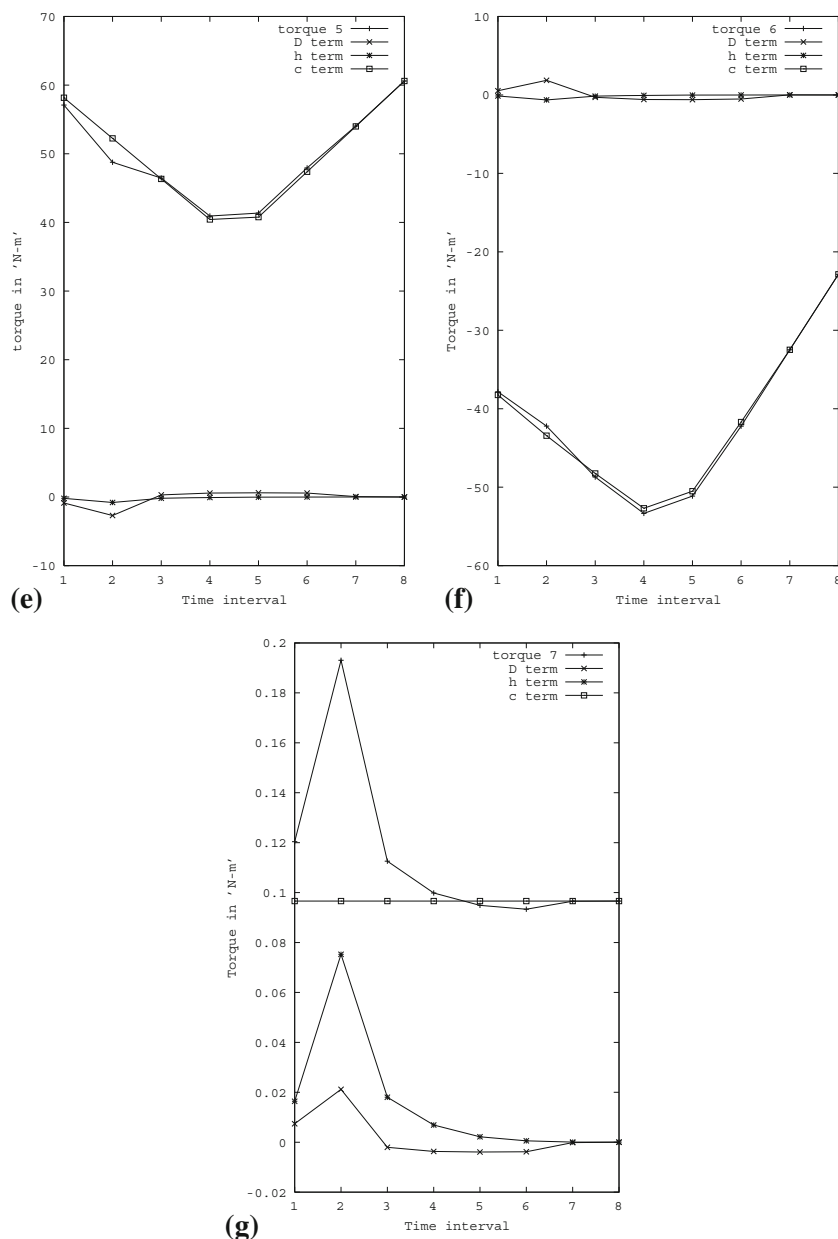 torque 5
D term
h term
c term
70
60
50
40
30
20
10
0
-10
torque in 'N-m'
1 2 3 4 5 6 7 8
Time interval
(e)
torque 6
D term
h term
c term
10
0
-10
-20
-30
-40
-50
-60
Torque in 'N-m'
1 2 3 4 5 6 7 8
Time interval
(f)
torque 7
D term
h term
c term
0.2
0.18
0.16
0.14
0.12
0.1
0.08
0.06
0.04
0.02
0
-0.02
Torque in 'N-m'
1 2 3 4 5 6 7 8
Time interval
(g)